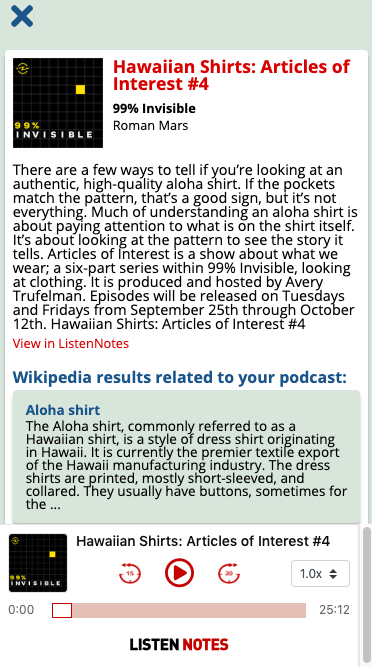 99%
INVISIBLE
Hawaiian Shirts: Articles of
Interest #4
99% Invisible
Roman Mars
There are a few ways to tell if you’re looking at an
authentic, high-quality aloha shirt. If the pockets
match the pattern, that’s a good sign, but it’s not
everything. Much of understanding an aloha shirt is
about paying attention to what is on the shirt itself.
It’s about looking at the pattern to see the story it
tells. Articles of Interest is a show about what we
wear; a six-part series within 99% Invisible, looking
at clothing. It is produced and hosted by Avery
Trufelman. Episodes will be released on Tuesdays
and Fridays from September 25th through October
12th. Hawaiian Shirts: Articles of Interest #4
View in ListenNotes
Wikipedia results related to your podcast:
Aloha shirt
The Aloha shirt, commonly referred to as a
Hawaiian shirt, is a style of dress shirt originating
in Hawaii. It is currently the premier textile export
of the Hawaii manufacturing industry. The dress
shirts are printed, mostly short-sleeved, and
collared. They usually have buttons, sometimes for
the ...
99%
INVISIBLE
Hawaiian Shirts: Articles of Interest #4
15
30
1.0x
0:00
25:12
LISTEN NOTES